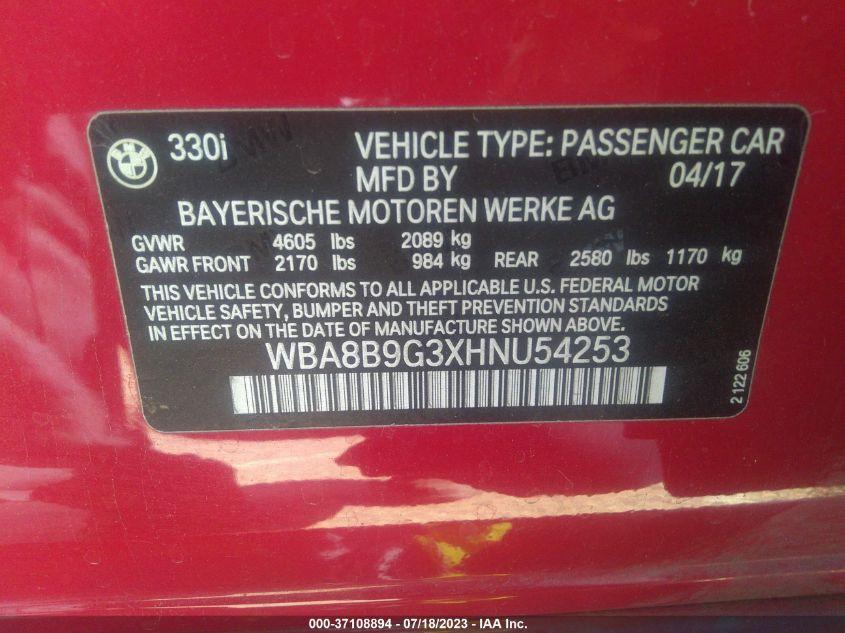 BMW 330i VEHICLE TYPE: PASSENGER CAR
MFD BY 04/17
BAYERISCHE MOTOREN WERKE AG
GVWR 4605 lbs 2089 kg
GAWR FRONT 2170 lbs 984 kg REAR 2580 lbs 1170 kg
THIS VEHICLE CONFORMS TO ALL APPLICABLE U.S. FEDERAL MOTOR
VEHICLE SAFETY, BUMPER AND THEFT PREVENTION STANDARDS
IN EFFECT ON THE DATE OF MANUFACTURE SHOWN ABOVE:
WBA8B9G3XHNU54253
2 122 606
000-37108894 - 07/18/2023 - IAA Inc.